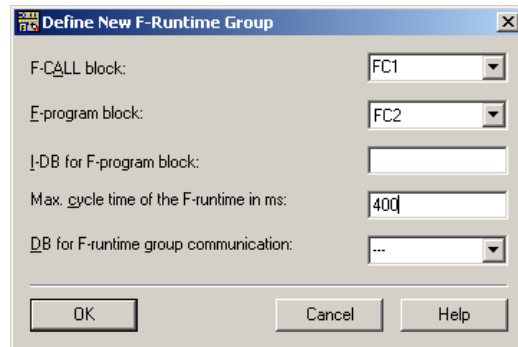 Define New F-Runtime Group
F-CALL block: FC1
F-program block: FC2
I-DB for F-program block:
Max. cycle time of the F-runtime in ms: 400
DB for F-runtime group communication: ---
OK Cancel Help